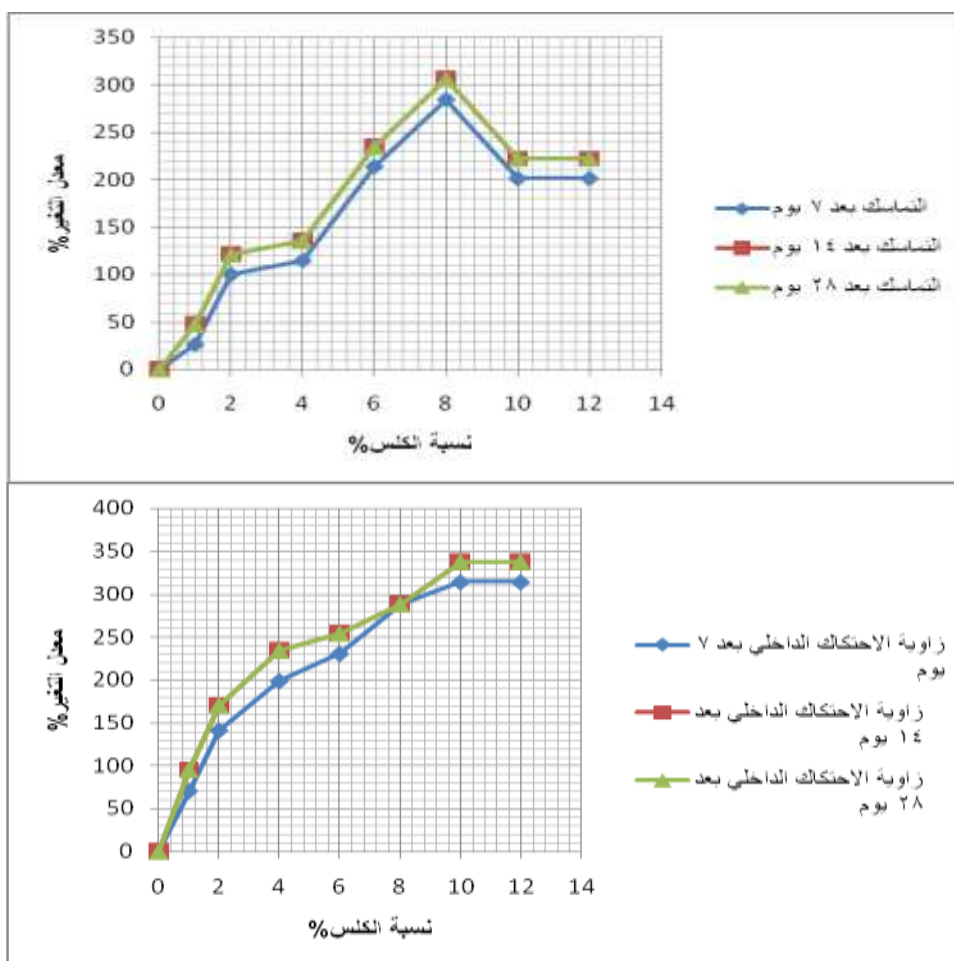 350
300
250
200
150
100
50
0
معدل التغير%
0 2 4 6 8 10 12 14
نسبة الكلس%
التماسك بعد ٧ يوم
التماسك بعد ١٤ يوم
التماسك بعد ٢٨ يوم
400
350
300
250
200
150
100
50
0
معدل التغير%
0 2 4 6 8 10 12 14
نسبة الكلس%
زاوية الاحتكاك الداخلي بعد ٧
يوم
زاوية الاحتكاك الداخلي بعد
١٤ يوم
زاوية الاحتكاك الداخلي بعد
٢٨ يوم